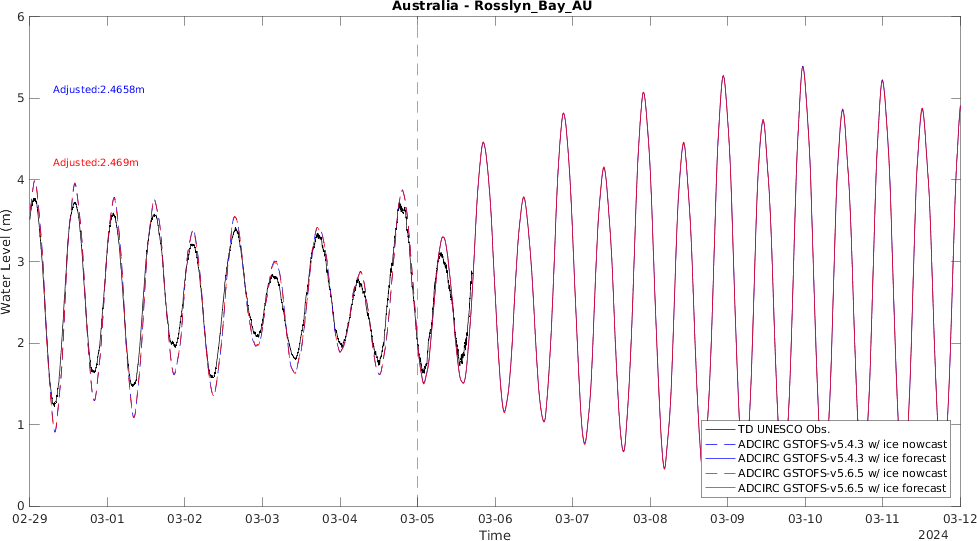 Australia - Rosslyn_Bay_AU
6
Adjusted:2.4658m
5
Adjusted:2.469m
4
Water Level (m)
3
2
1
0
TD UNESCO Obs.
ADCIRC GSTOFS-v5.4.3 w/ ice nowcast
ADCIRC GSTOFS-v5.4.3 w/ ice forecast
ADCIRC GSTOFS-v5.6.5 w/ ice nowcast
ADCIRC GSTOFS-v5.6.5 w/ ice forecast
02-29 03-01 03-02 03-03 03-04 03-05 03-06 03-07 03-08 03-09 03-10 03-11 03-12
Time
2024